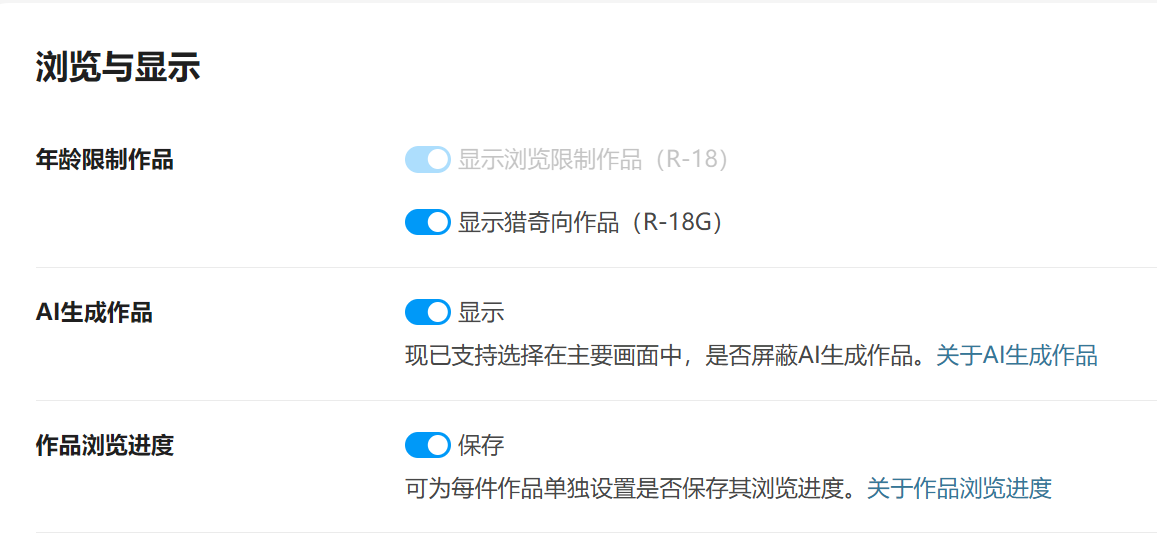 浏览与显示
年龄限制作品
显示浏览限制作品（R-18）
显示猎奇向作品（R-18G）
AI生成作品
显示
现已支持选择在主要画面中，是否屏蔽AI生成作品。关于AI生成作品
作品浏览进度
保存
可为每件作品单独设置是否保存其浏览进度。关于作品浏览进度